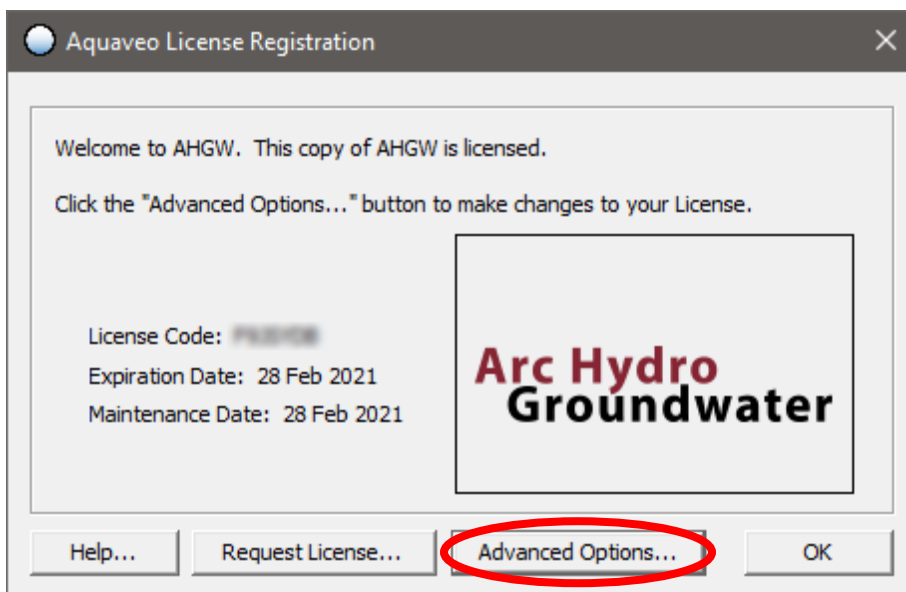 Aquaveo License Registration
Welcome to AHGW. This copy of AHGW is licensed.
Click the "Advanced Options..." button to make changes to your License.
License Code:
Expiration Date: 28 Feb 2021
Maintenance Date: 28 Feb 2021
Arc Hydro
Groundwater
Help...
Request License...
Advanced Options...
OK